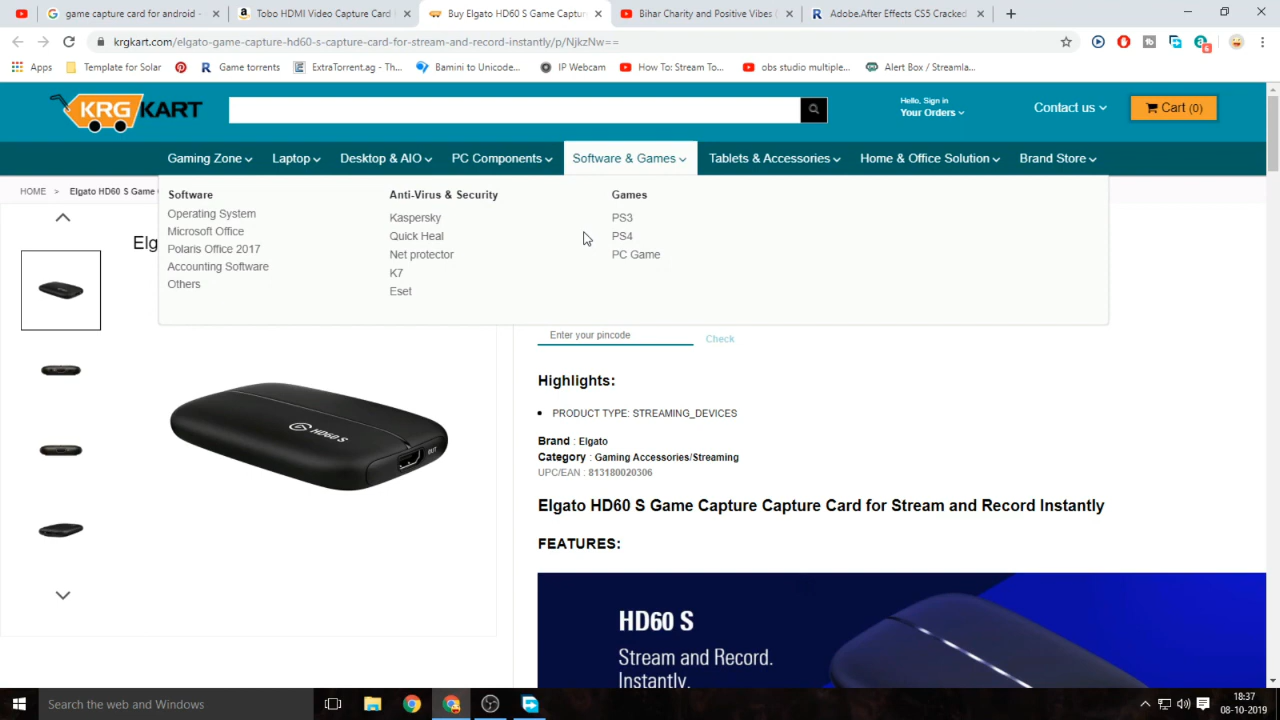 game capture card for android -
Tobo HDMI Video Capture Card
Buy Elgato HD60 S Game Captur
Bihar Charity and Positive Vibes
Adobe.After Effects CS5 Cracked
krgkart.com/elgato-game-capture-hd60-s-capture-card-for-stream-and-record-instantly/p/NjkzNw==
Apps
Template for Solar
Game torrents
ExtraTorrent.ag - Th...
Bamini to Unicode...
IP Webcam
How To: Stream To...
obs studio multiple...
Alert Box / Streamla...
KRG KART
Hello, Sign in
Your Orders
Contact us
Cart (0)
Gaming Zone
Laptop
Desktop & AIO
PC Components
Software & Games
Tablets & Accessories
Home & Office Solution
Brand Store
HOME > Elgato HD60 S Game
Elg
Software
Operating System
Microsoft Office
Polaris Office 2017
Accounting Software
Others
Anti-Virus & Security
Kaspersky
Quick Heal
Net protector
K7
Eset
Games
PS3
PS4
PC Game
Enter your pincode
Check
HD60 S
OUT
Highlights:
PRODUCT TYPE: STREAMING_DEVICES
Brand : Elgato
Category : Gaming Accessories/Streaming
UPC/EAN : 813180020306
Elgato HD60 S Game Capture Capture Card for Stream and Record Instantly
FEATURES:
HD60 S
Stream and Record.
Instantly.
Search the web and Windows
18:37
08-10-2019